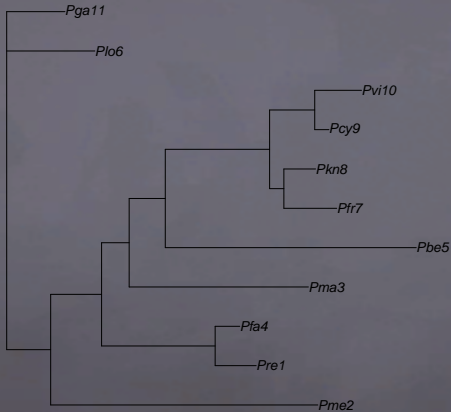 Pga11
Plo6
Pvi10
Pcy9
Pkn8
Pfr7
Pbe5
Pma3
Pfa4
Pre1
Pme2